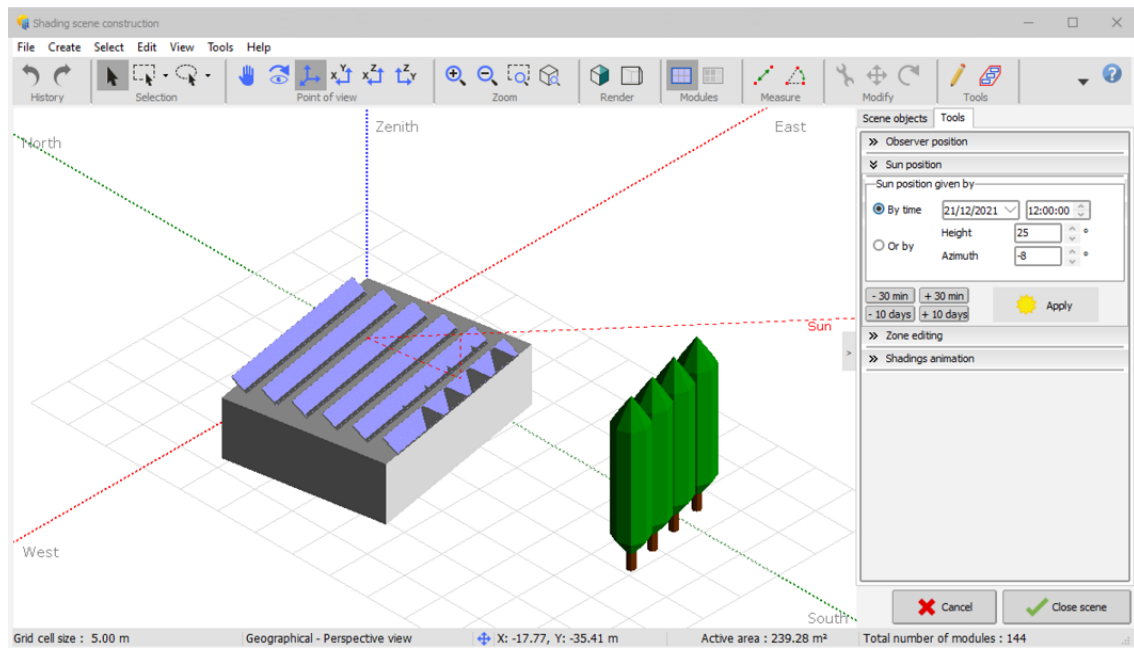 Shading scene construction
File Create Select Edit View Tools Help
History Selection Point of view Zoom Render Modules Measure Modify Tools
North
Zenith
East
Sun
West
South
Scene objects Tools
Observer position
Sun position
Sun position given by
By time 21/12/2021 12:00:00
Height 25 °
Or by
Azimuth -8 °
- 30 min + 30 min
- 10 days + 10 days
Apply
Zone editing
Shadings animation
Cancel Close scene
Grid cell size : 5.00 m Geographical - Perspective view X: -17.77, Y: -35.41 m Active area : 239.28 m² Total number of modules : 144